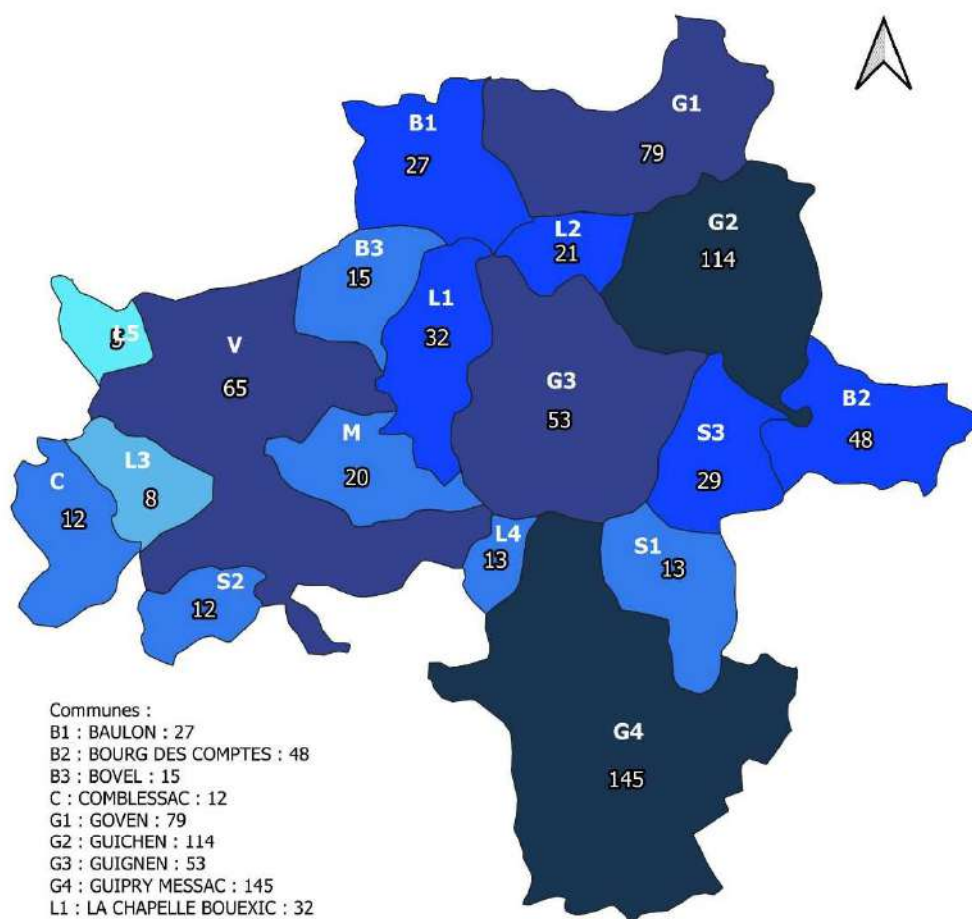 G1
79
B1
27
G2
114
L2
21
B3
15
L1
32
L5
5
V
65
G3
53
B2
48
S3
29
M
20
L3
8
C
12
L4
13
S1
13
S2
12
G4
145
Communes :
B1 : BAULON : 27
B2 : BOURG DES COMPTES : 48
B3 : BOVEL : 15
C : COMBLESSAC : 12
G1 : GOVEN : 79
G2 : GUICHEN : 114
G3 : GUIGNEN : 53
G4 : GUIPRY MESSAC : 145
L1 : LA CHAPELLE BOUEXIC : 32